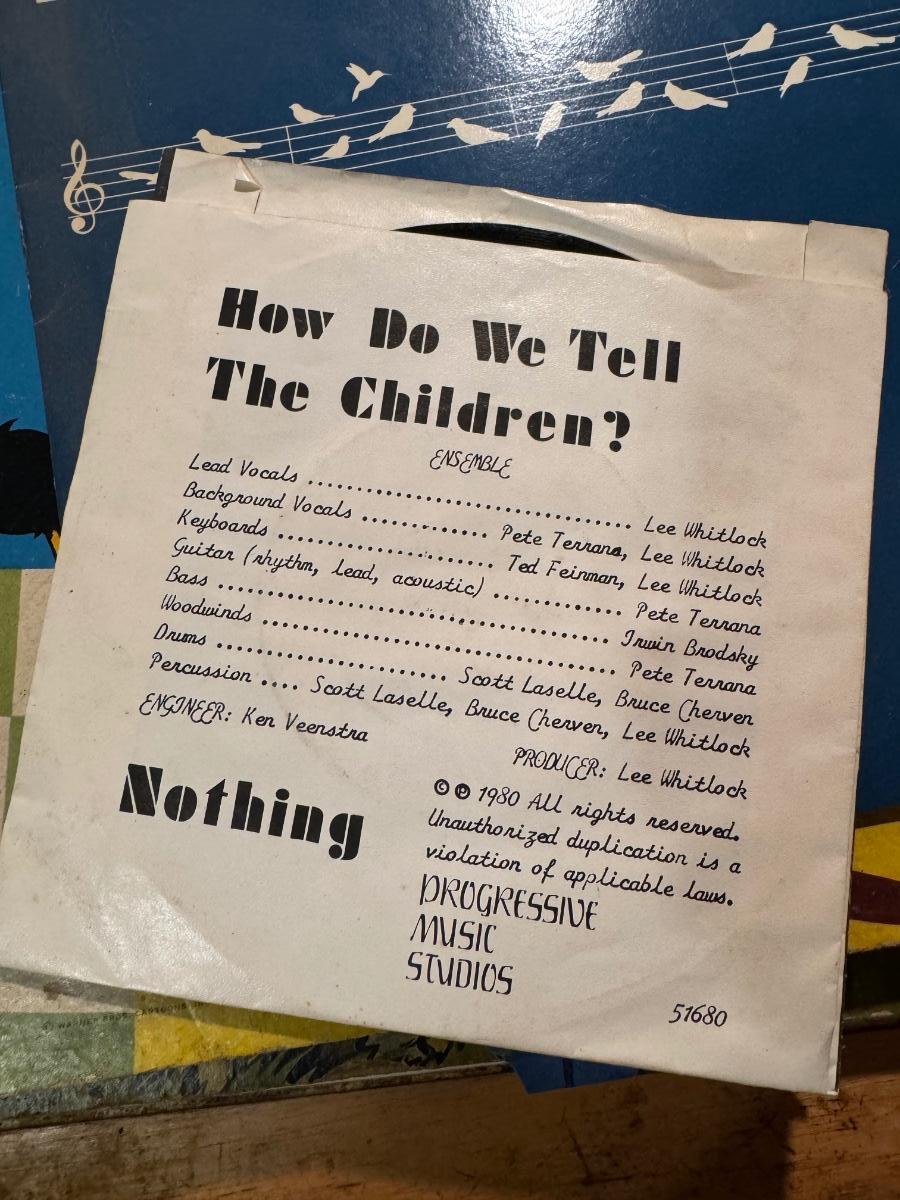 How Do We Tell
The Children?
ENSEMBLE
Lead Vocals .................................. Lee Whitlock
Background Vocals ............. Pete Terrana, Lee Whitlock
Keyboards ...................... Ted Feinman, Lee Whitlock
Guitar (rhythm, lead, acoustic) ............. Pete Terrana
Bass ........................................ Irwin Brodsky
Woodwinds ..................................... Pete Terrana
Drums ....................... Scott Laselle, Bruce Cherven
Percussion .... Scott Laselle, Bruce Cherven, Lee Whitlock
ENGINEER: Ken Veenstra
PRODUCER: Lee Whitlock
Nothing
© ℗ 1980 All rights reserved.
Unauthorized duplication is a
violation of applicable laws.
PROGRESSIVE
MUSIC
STUDIOS
51680
© WARNER BROS. CARTOONS